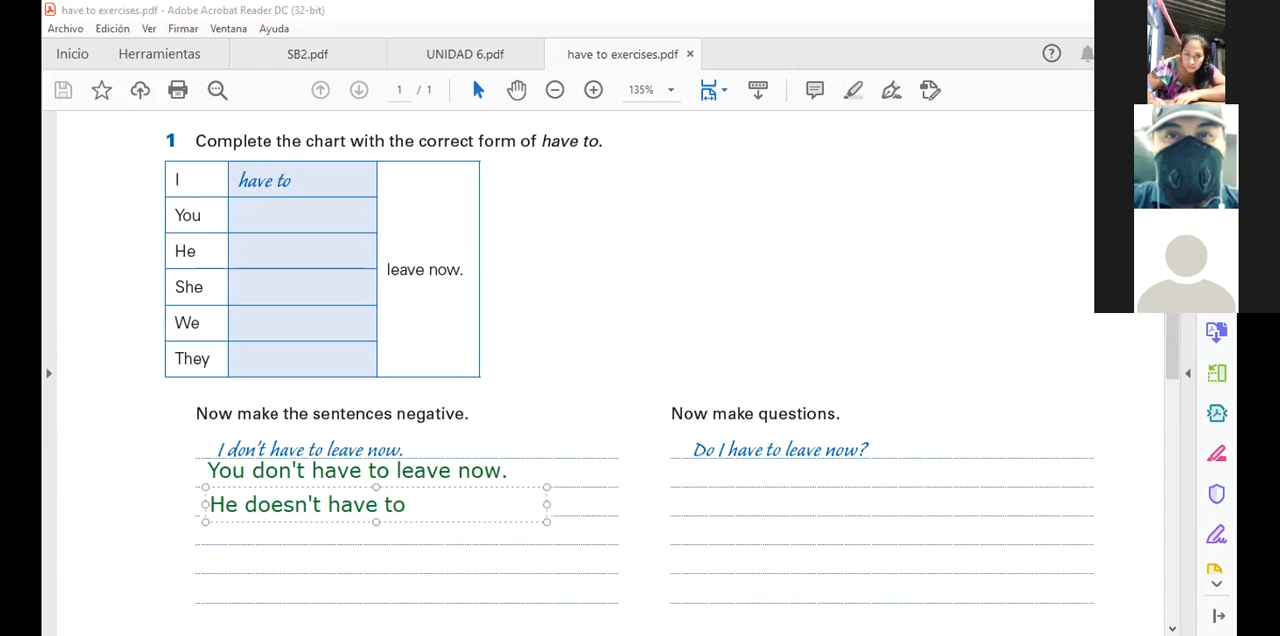 have to exercises.pdf - Adobe Acrobat Reader DC (32-bit)
Archivo Edición Ver Firmar Ventana Ayuda
Inicio Herramientas SB2.pdf UNIDAD 6.pdf have to exercises.pdf ×
1 / 1 135%
1 Complete the chart with the correct form of have to.
I have to
You
He
leave now.
She
We
They
Now make the sentences negative. Now make questions.
I don't have to leave now. Do I have to leave now?
You don't have to leave now.
He doesn't have to